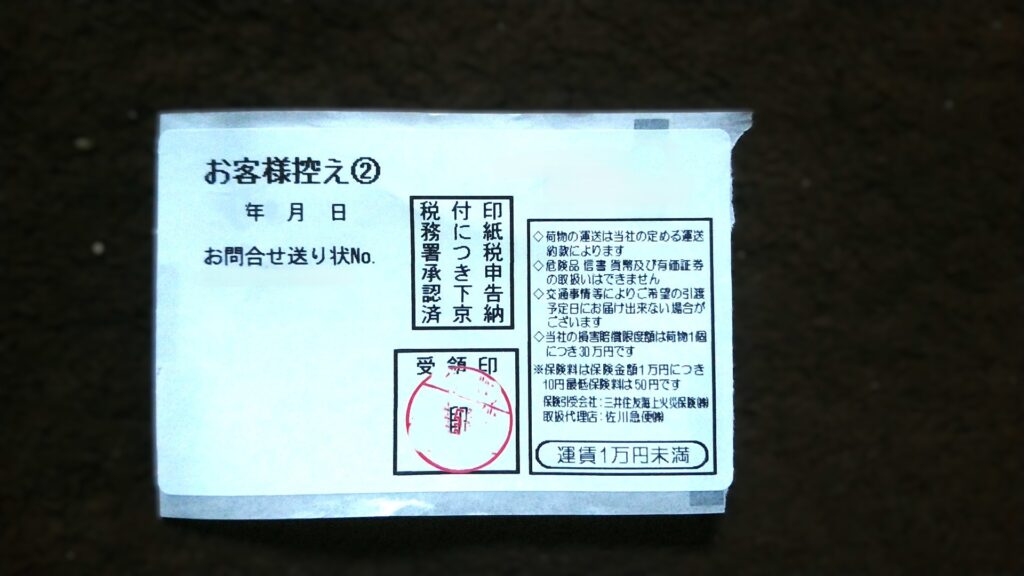 お客様控え②
年 月 日
お問合せ送り状No.
印紙税申告納
付につき下京
税務署承認済
受領印
印
◇荷物の運送は当社の定める運送
約款によります
◇危険品 信書 貨幣及び有価証券
の取扱いはできません
◇交通事情等によりご希望の引渡
予定日にお届け出来ない場合が
ございます
◇当社の損害賠償限度額は荷物1個
につき30万円です
※保険料は保険金額1万円につき
10円最低保険料は50円です
保険引受会社:三井住友海上火災保険㈱
取扱代理店:佐川急便㈱
運賃1万円未満